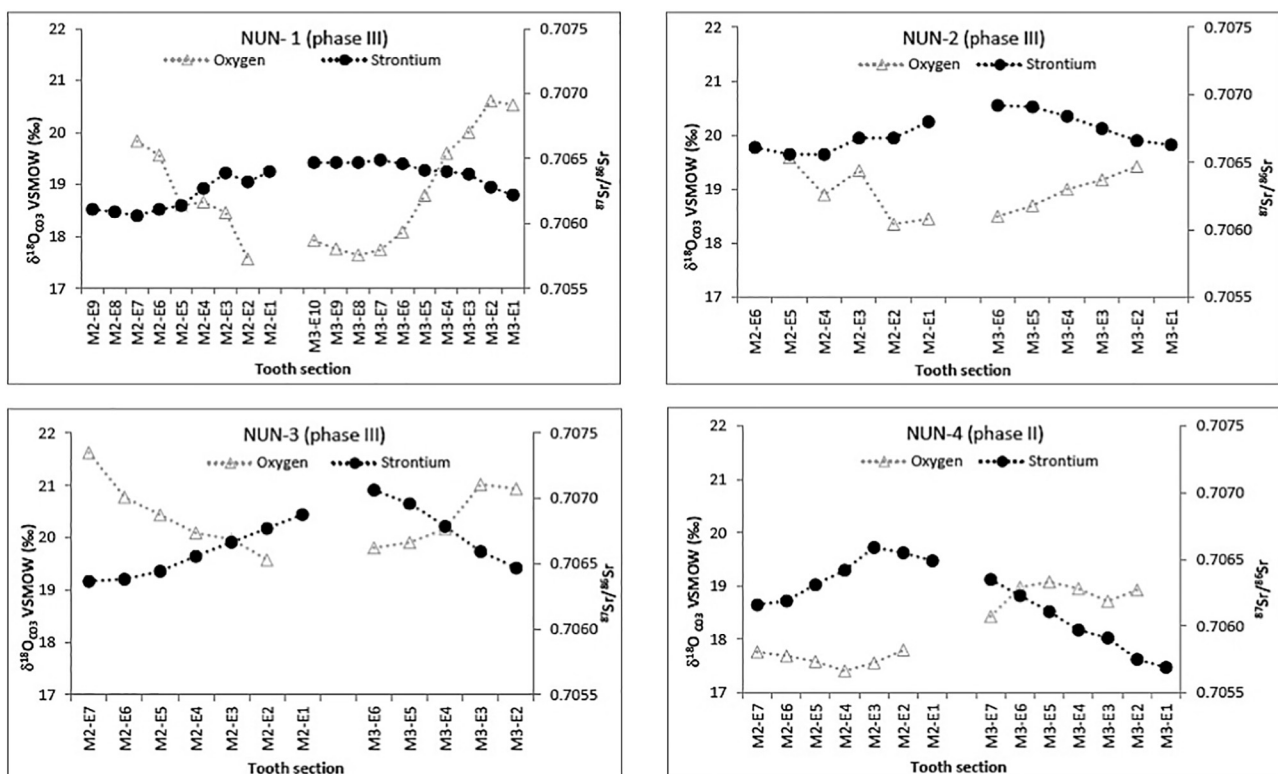 NUN- 1 (phase III)
Oxygen Strontium
22
21
20
19
18
17
δ18OCO3 VSMOW (‰)
0.7075
0.7070
0.7065
0.7060
0.7055
87Sr/86Sr
M2-E9 M2-E8 M2-E7 M2-E6 M2-E5 M2-E4 M2-E3 M2-E2 M2-E1 M3-E10 M3-E9 M3-E8 M3-E7 M3-E6 M3-E5 M3-E4 M3-E3 M3-E2 M3-E1
Tooth section
NUN-2 (phase III)
Oxygen Strontium
22
21
20
19
18
17
δ18OCO3 VSMOW (‰)
0.7075
0.7070
0.7065
0.7060
0.7055
87Sr/86Sr
M2-E6 M2-E5 M2-E4 M2-E3 M2-E2 M2-E1 M3-E6 M3-E5 M3-E4 M3-E3 M3-E2 M3-E1
Tooth section
NUN-3 (phase III)
Oxygen Strontium
22
21
20
19
18
17
δ18OCO3 VSMOW (‰)
0.7075
0.7070
0.7065
0.7060
0.7055
87Sr/86Sr
M2-E7 M2-E6 M2-E5 M2-E4 M2-E3 M2-E2 M2-E1 M3-E6 M3-E5 M3-E4 M3-E3 M3-E2
Tooth section
NUN-4 (phase II)
Oxygen Strontium
22
21
20
19
18
17
δ18OCO3 VSMOW (‰)
0.7075
0.7070
0.7065
0.7060
0.7055
87Sr/86Sr
M2-E7 M2-E6 M2-E5 M2-E4 M2-E3 M2-E2 M2-E1 M3-E7 M3-E6 M3-E5 M3-E4 M3-E3 M3-E2 M3-E1
Tooth section